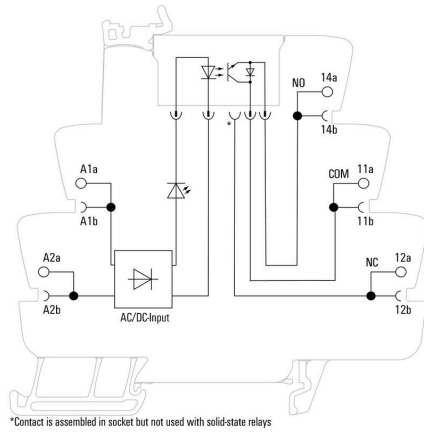 NO
14a
14b
*
A1a
COM
11a
A1b
11b
A2a
NC
12a
A2b
12b
AC/DC-Input
*Contact is assembled in socket but not used with solid-state relays